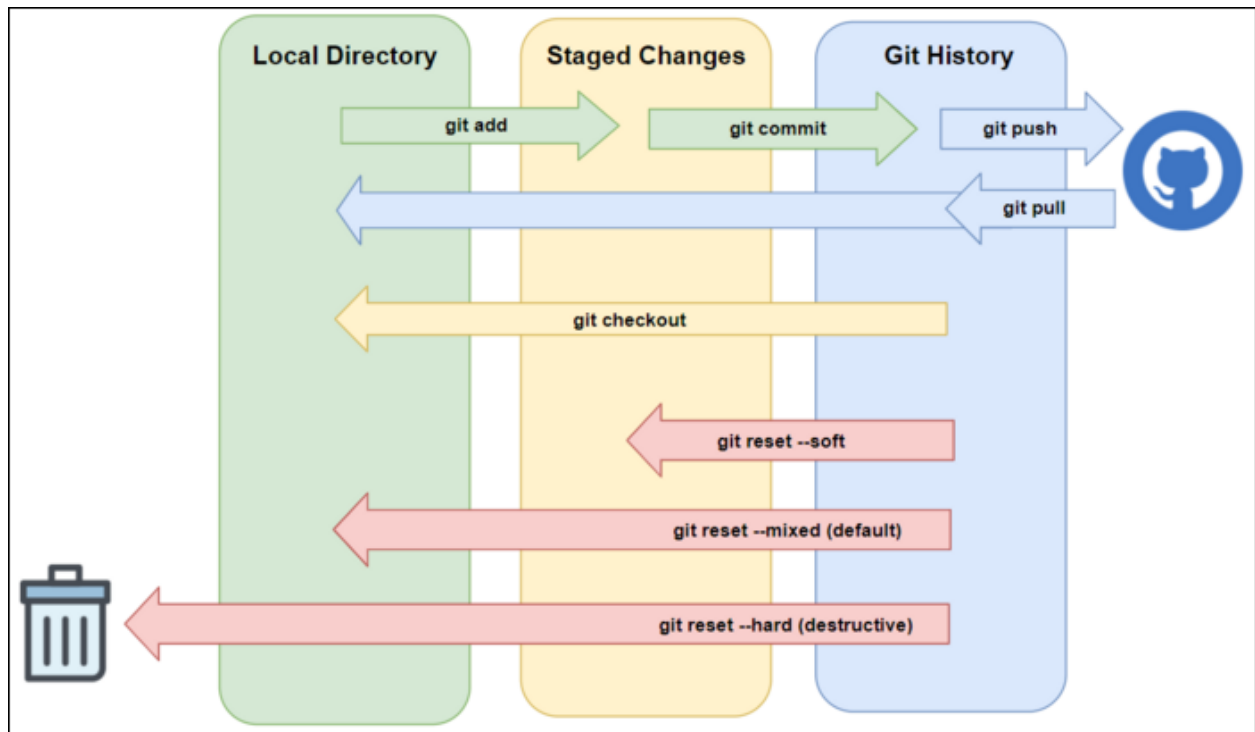 Local Directory
Staged Changes
Git History
git add
git commit
git push
git pull
git checkout
git reset --soft
git reset --mixed (default)
git reset --hard (destructive)